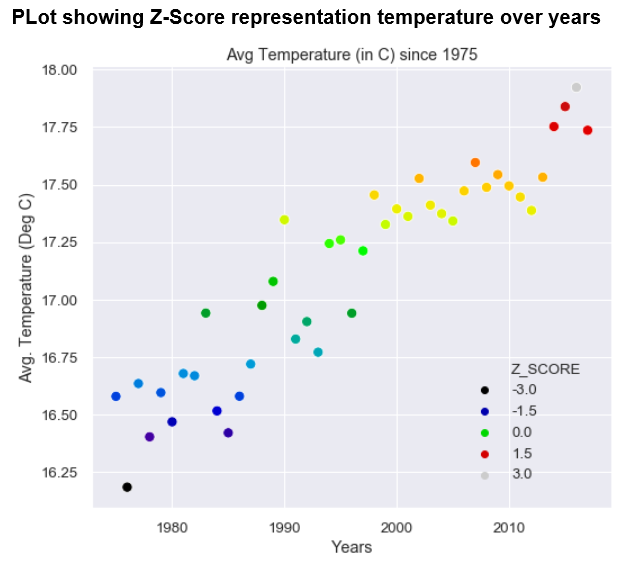 PLot showing Z-Score representation temperature over years
Avg Temperature (in C) since 1975
18.00
17.75
17.50
17.25
17.00
16.75
16.50
16.25
Avg. Temperature (Deg C)
Z_SCORE
-3.0
-1.5
0.0
1.5
3.0
1980 1990 2000 2010
Years